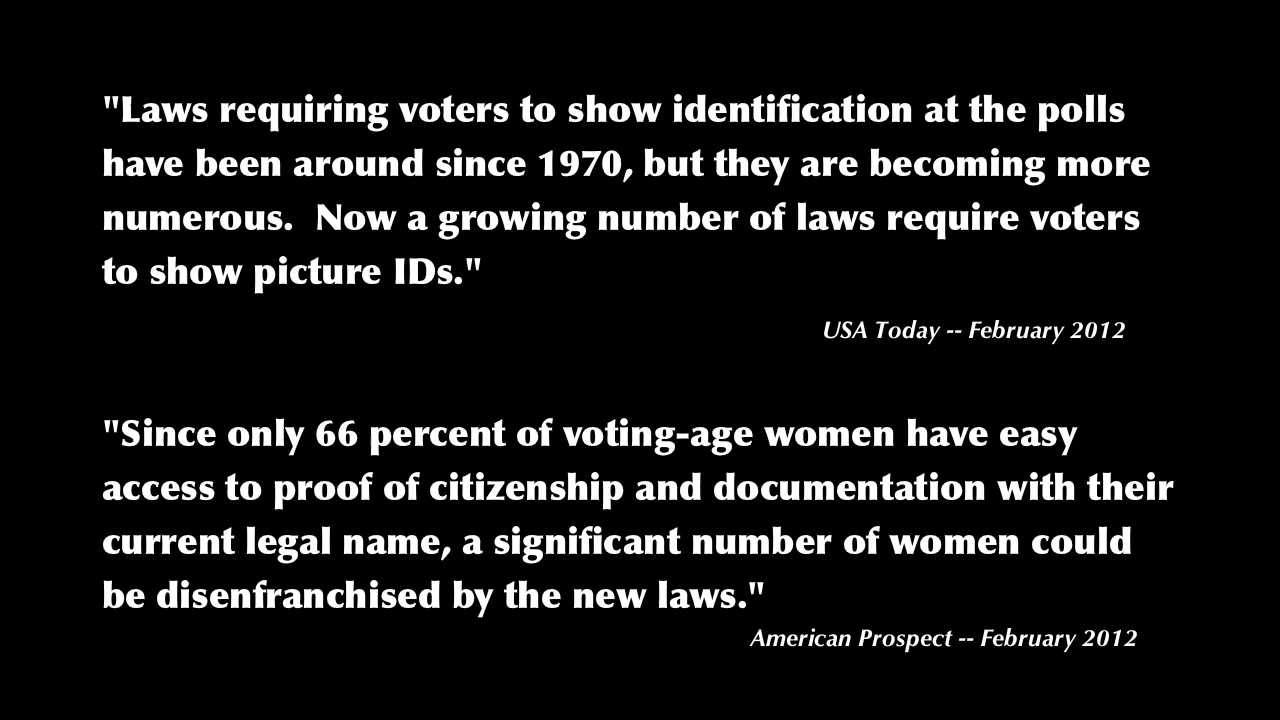 "Laws requiring voters to show identification at the polls
have been around since 1970, but they are becoming more
numerous.  Now a growing number of laws require voters
to show picture IDs."
USA Today -- February 2012
"Since only 66 percent of voting-age women have easy
access to proof of citizenship and documentation with their
current legal name, a significant number of women could
be disenfranchised by the new laws."
American Prospect -- February 2012